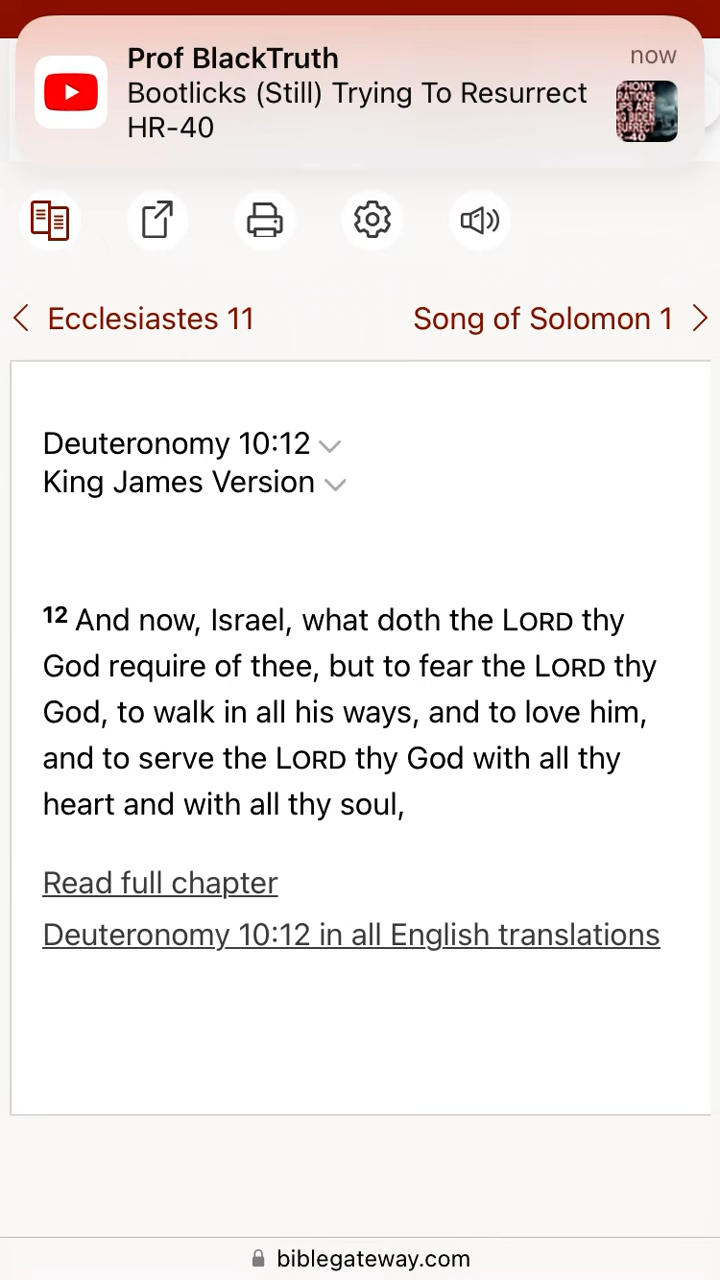 Prof BlackTruth
now
Bootlicks (Still) Trying To Resurrect
HR-40
Ecclesiastes 11
Song of Solomon 1
Deuteronomy 10:12
King James Version
12 And now, Israel, what doth the LORD thy
God require of thee, but to fear the LORD thy
God, to walk in all his ways, and to love him,
and to serve the LORD thy God with all thy
heart and with all thy soul,
Read full chapter
Deuteronomy 10:12 in all English translations
biblegateway.com